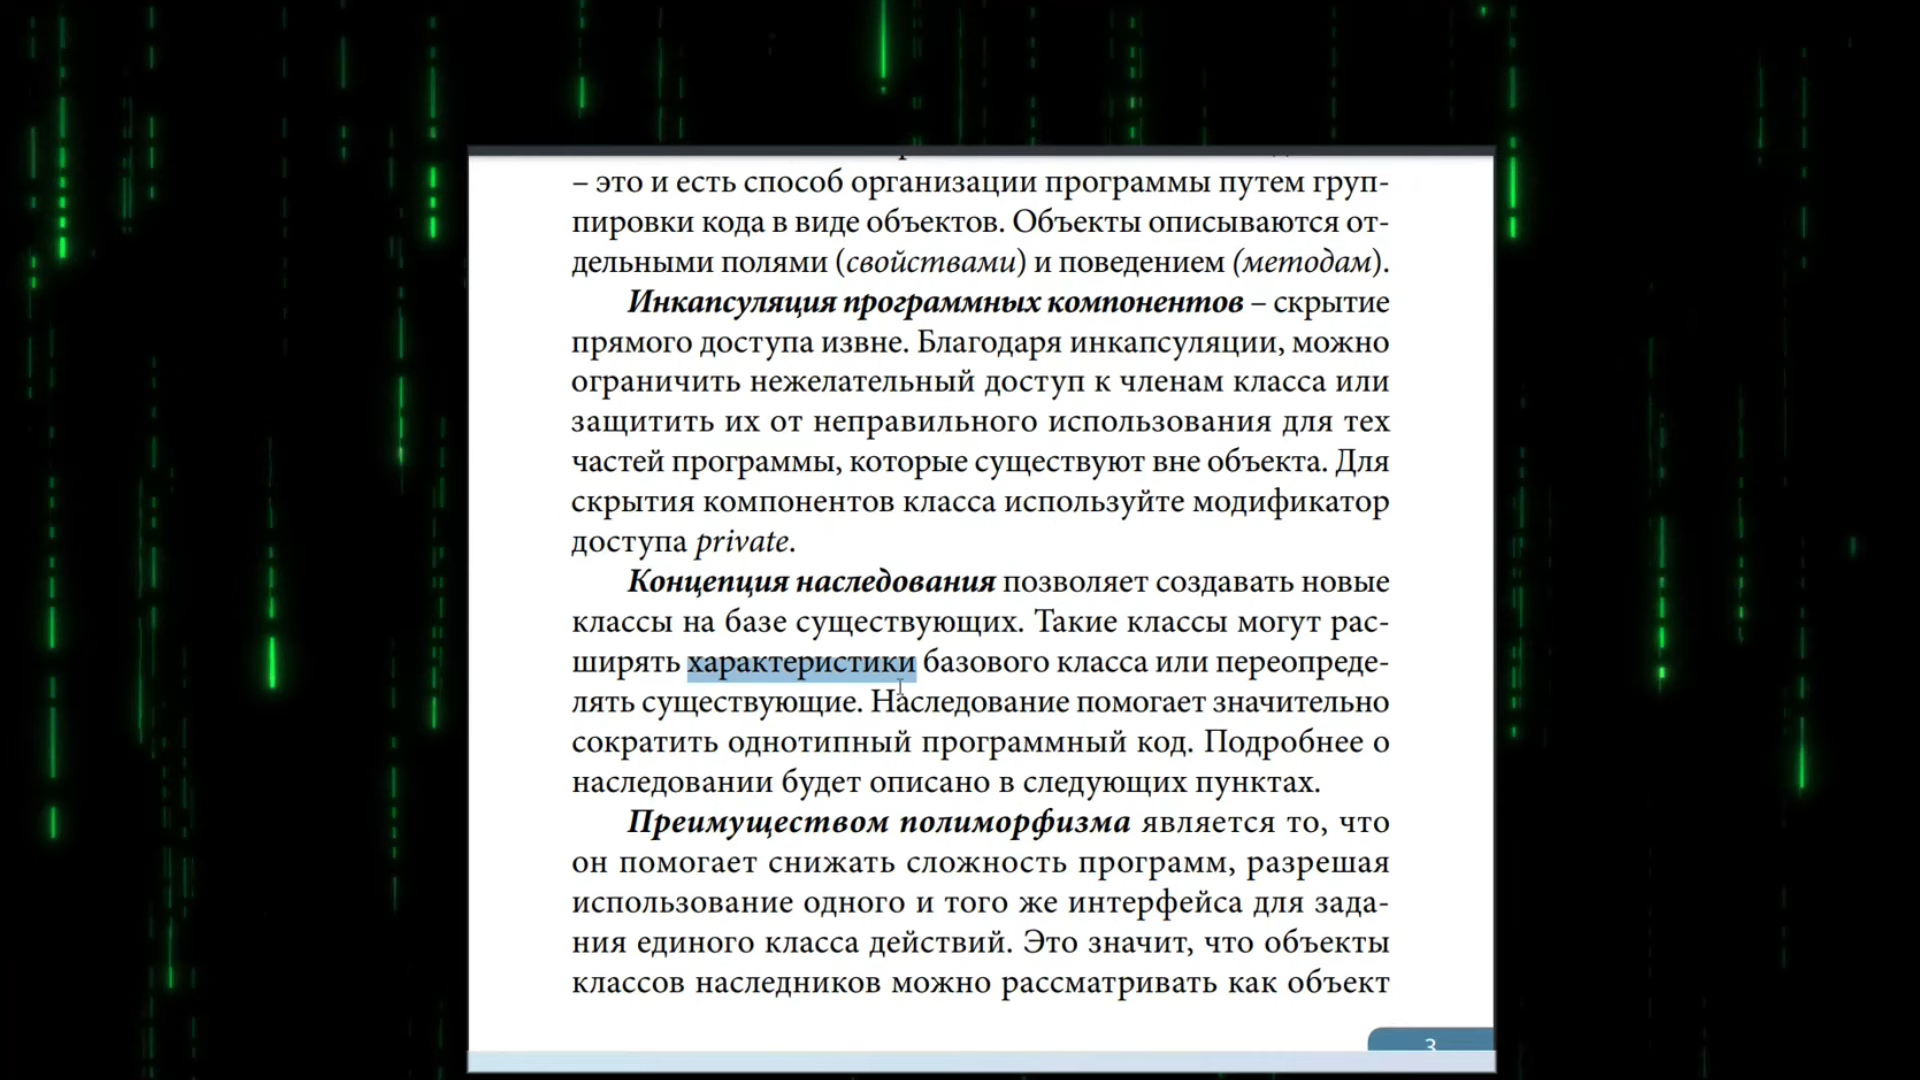 – это и есть способ организации программы путем груп-
пировки кода в виде объектов. Объекты описываются от-
дельными полями (свойствами) и поведением (методам).
Инкапсуляция программных компонентов – скрытие
прямого доступа извне. Благодаря инкапсуляции, можно
ограничить нежелательный доступ к членам класса или
защитить их от неправильного использования для тех
частей программы, которые существуют вне объекта. Для
скрытия компонентов класса используйте модификатор
доступа private.
Концепция наследования позволяет создавать новые
классы на базе существующих. Такие классы могут рас-
ширять характеристики базового класса или переопреде-
лять существующие. Наследование помогает значительно
сократить однотипный программный код. Подробнее о
наследовании будет описано в следующих пунктах.
Преимуществом полиморфизма является то, что
он помогает снижать сложность программ, разрешая
использование одного и того же интерфейса для зада-
ния единого класса действий. Это значит, что объекты
классов наследников можно рассматривать как объект
3